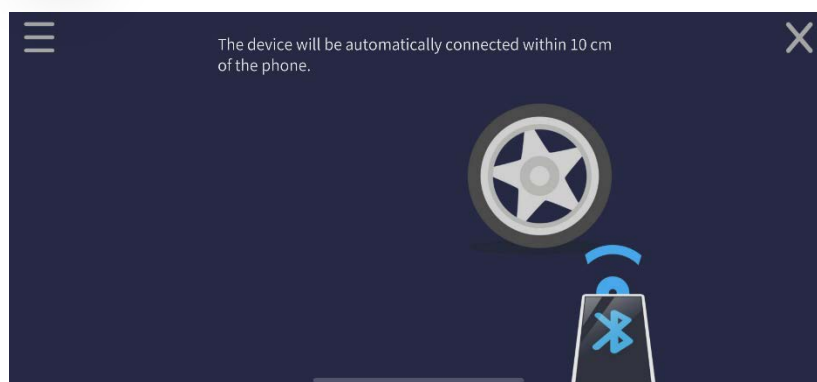 The device will be automatically connected within 10 cm
of the phone.